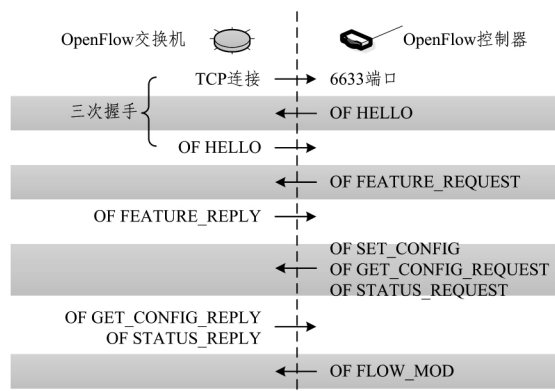 OpenFlow交换机
OpenFlow控制器
TCP连接
6633端口
三次握手
OF HELLO
OF HELLO
OF FEATURE_REQUEST
OF FEATURE_REPLY
OF SET_CONFIG
OF GET_CONFIG_REQUEST
OF STATUS_REQUEST
OF GET_CONFIG_REPLY
OF STATUS_REPLY
OF FLOW_MOD